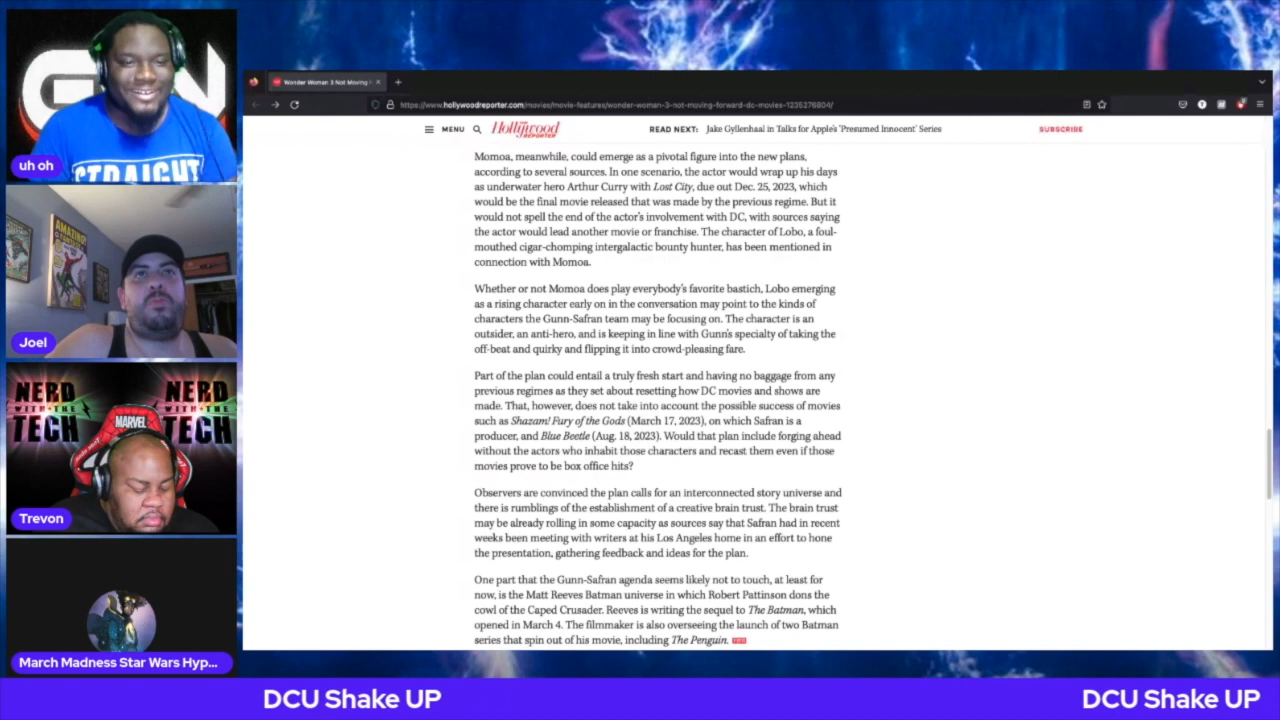 GN
uh oh
STRAIGHT
AMAZING
Joel
NERD
WITH THE
TECH
NERD
WITH THE
TECH
MARVEL
Trevon
March Madness Star Wars Hyp...
Wonder Woman 3 Not Moving
https://www.hollywoodreporter.com/movies/movie-features/wonder-woman-3-not-moving-forward-dc-movies-1235276804/
MENU
Hollywood
REPORTER
READ NEXT: Jake Gyllenhaal in Talks for Apple's 'Presumed Innocent' Series
SUBSCRIBE
Momoa, meanwhile, could emerge as a pivotal figure into the new plans,
according to several sources. In one scenario, the actor would wrap up his days
as underwater hero Arthur Curry with Lost City, due out Dec. 25, 2023, which
would be the final movie released that was made by the previous regime. But it
would not spell the end of the actor's involvement with DC, with sources saying
the actor would lead another movie or franchise. The character of Lobo, a foul-
mouthed cigar-chomping intergalactic bounty hunter, has been mentioned in
connection with Momoa.
Whether or not Momoa does play everybody's favorite bastich, Lobo emerging
as a rising character early on in the conversation may point to the kinds of
characters the Gunn-Safran team may be focusing on. The character is an
outsider, an anti-hero, and is keeping in line with Gunn's specialty of taking the
off-beat and quirky and flipping it into crowd-pleasing fare.
Part of the plan could entail a truly fresh start and having no baggage from any
previous regimes as they set about resetting how DC movies and shows are
made. That, however, does not take into account the possible success of movies
such as Shazam! Fury of the Gods (March 17, 2023), on which Safran is a
producer, and Blue Beetle (Aug. 18, 2023). Would that plan include forging ahead
without the actors who inhabit those characters and recast them even if those
movies prove to be box office hits?
Observers are convinced the plan calls for an interconnected story universe and
there is rumblings of the establishment of a creative brain trust. The brain trust
may be already rolling in some capacity as sources say that Safran had in recent
weeks been meeting with writers at his Los Angeles home in an effort to hone
the presentation, gathering feedback and ideas for the plan.
One part that the Gunn-Safran agenda seems likely not to touch, at least for
now, is the Matt Reeves Batman universe in which Robert Pattinson dons the
cowl of the Caped Crusader. Reeves is writing the sequel to The Batman, which
opened in March 4. The filmmaker is also overseeing the launch of two Batman
series that spin out of his movie, including The Penguin.
DCU Shake UP
DCU Shake UP